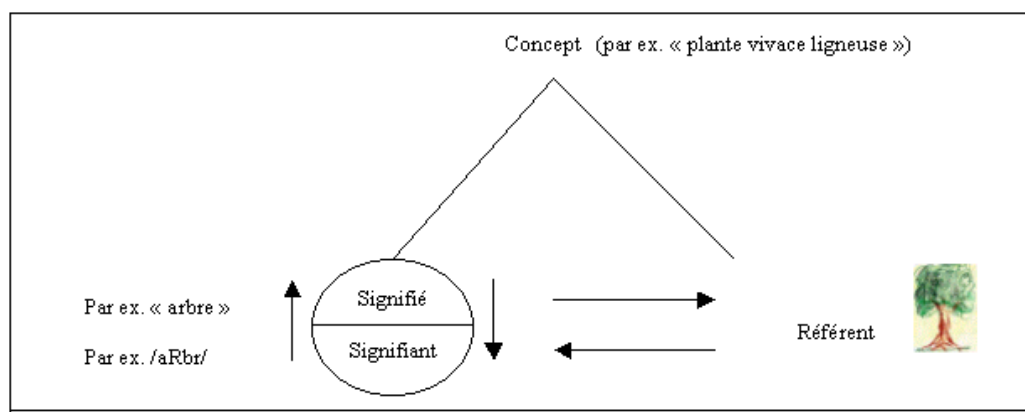 Concept (par ex. « plante vivace ligneuse »)
Signifié
Par ex. « arbre »
Référent
Signifiant
Par ex. /aRbr/